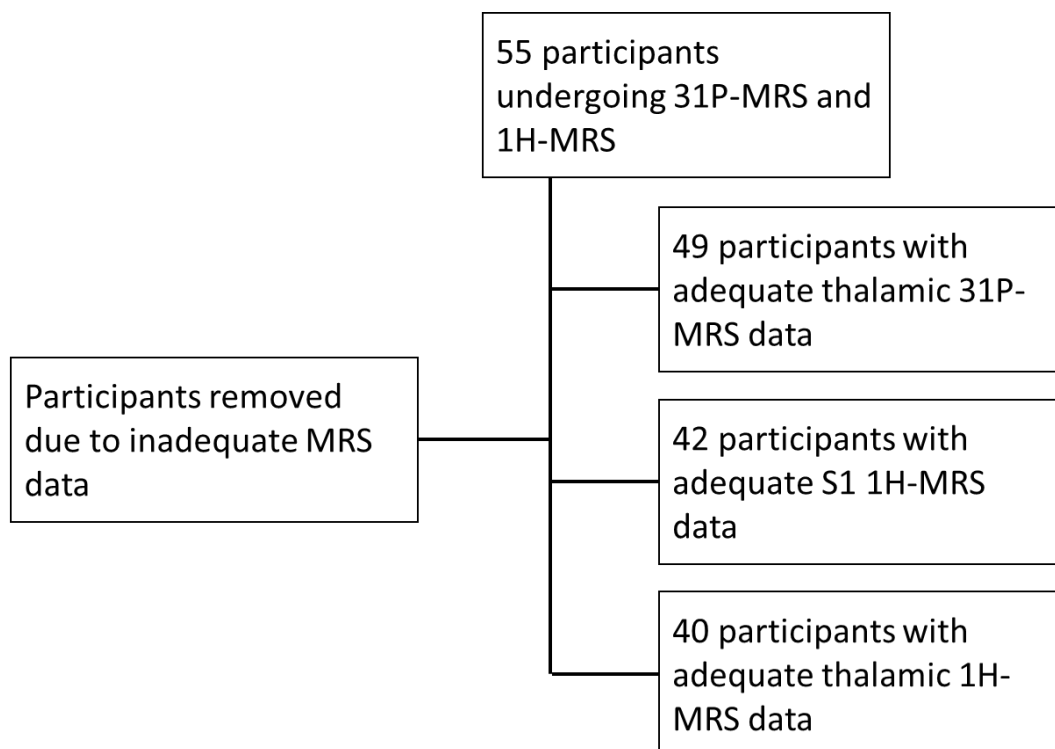 55 participants
undergoing 31P-MRS and
1H-MRS
49 participants with
adequate thalamic 31P-
MRS data
Participants removed
due to inadequate MRS
data
42 participants with
adequate S1 1H-MRS
data
40 participants with
adequate thalamic 1H-
MRS data